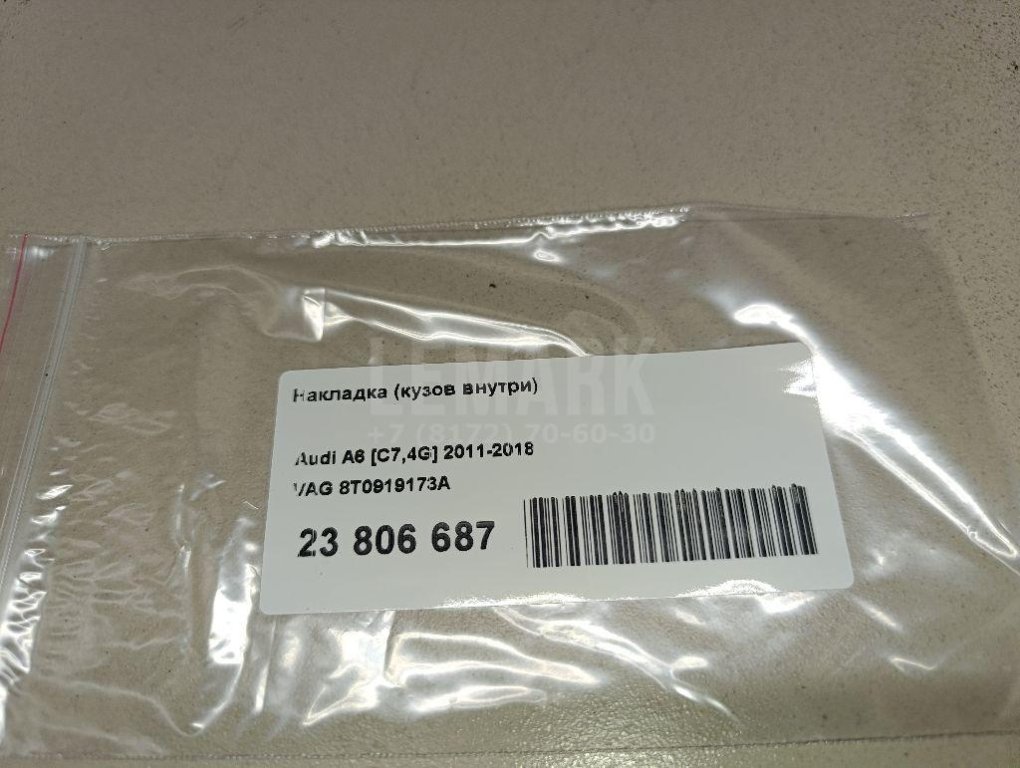 LEMARK
+7 (8172) 70-60-30
Накладка (кузов внутри)
Audi A6 [C7,4G] 2011-2018
VAG 8T0919173A
23 806 687